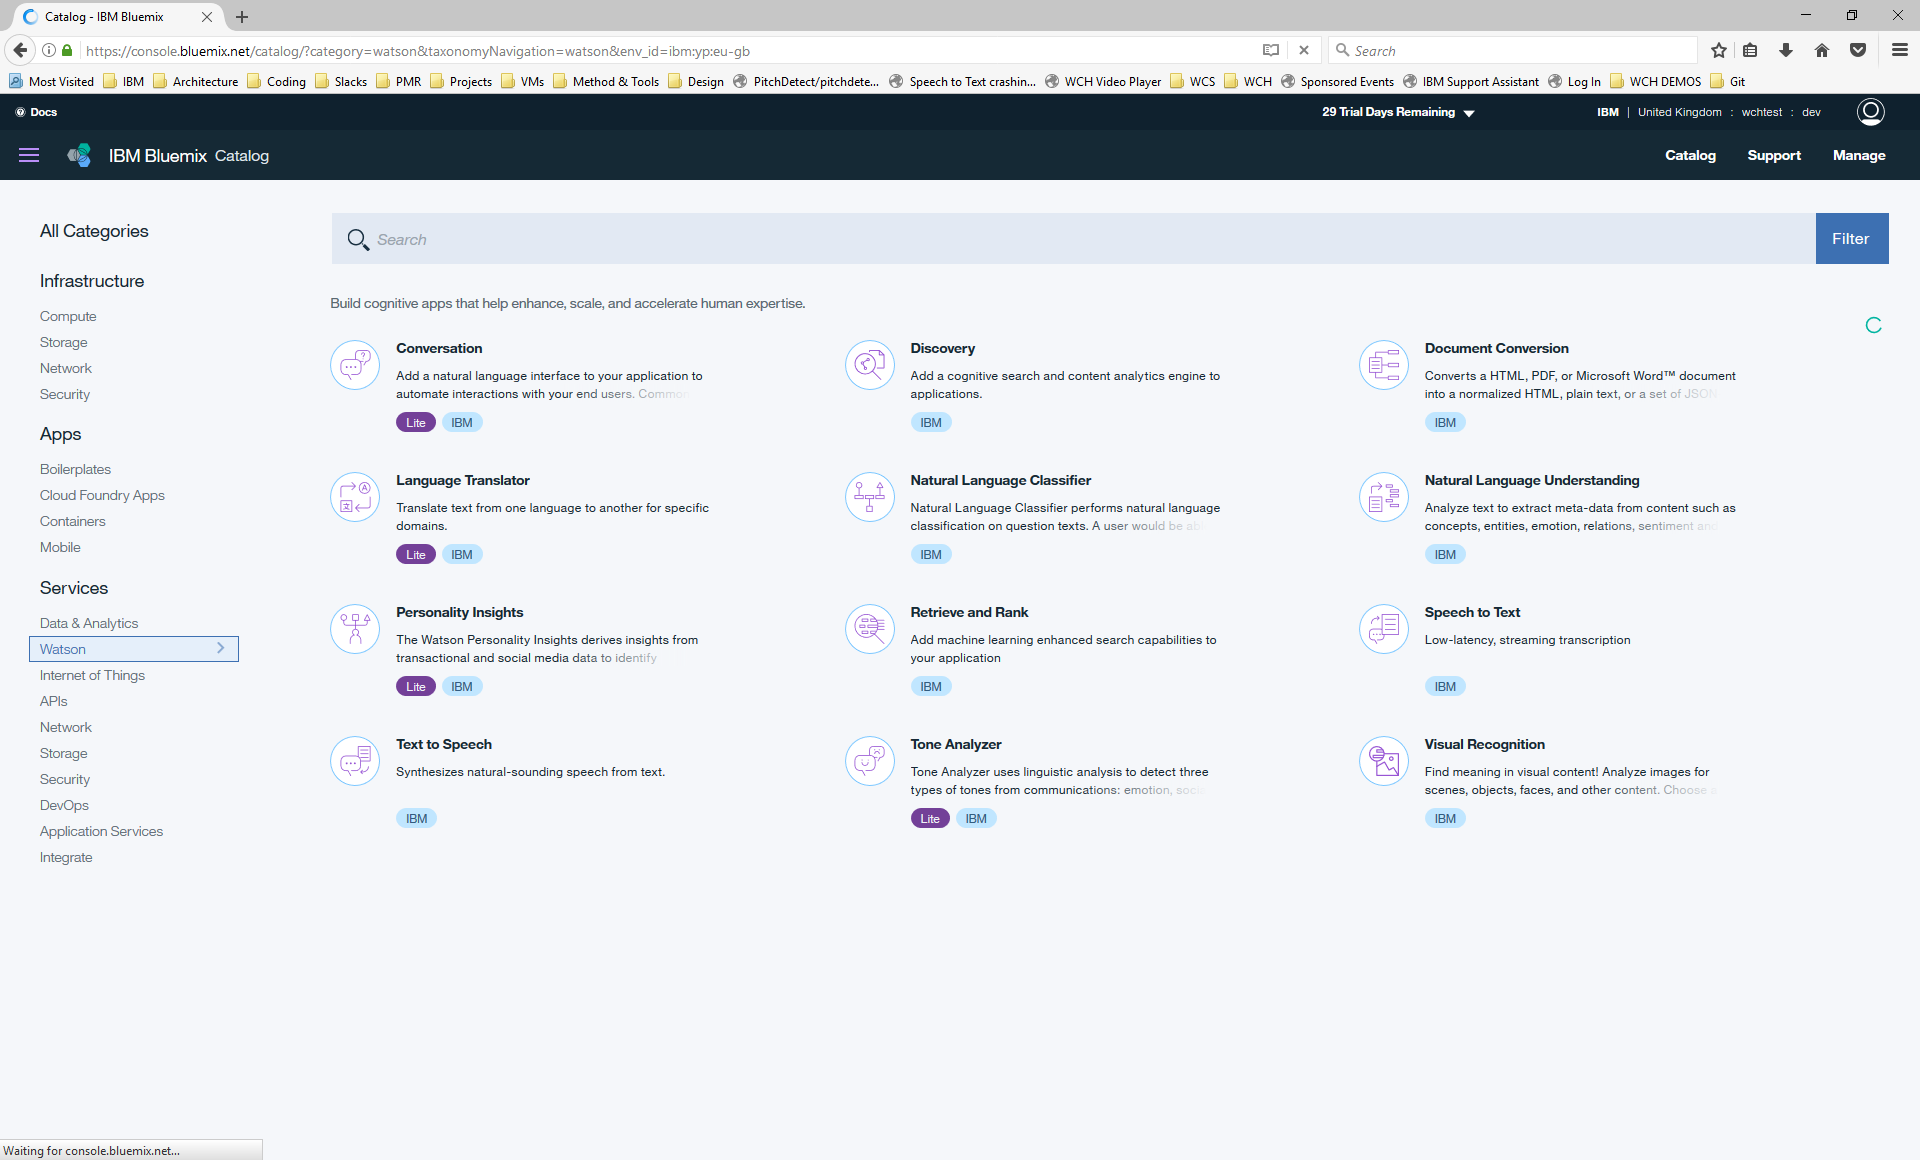 Catalog - IBM Bluemix
https://console.bluemix.net/catalog/?category=watson&taxonomyNavigation=watson&env_id=ibm:yp:eu-gb
Search
Most Visited IBM Architecture Coding Slacks PMR Projects VMs Method & Tools Design PitchDetect/pitchdete... Speech to Text crashin... WCH Video Player WCS WCH Sponsored Events IBM Support Assistant Log In WCH DEMOS Git
Docs
29 Trial Days Remaining
IBM | United Kingdom : wchtest : dev
IBM Bluemix Catalog
Catalog Support Manage
All Categories
Infrastructure
Compute
Storage
Network
Security
Apps
Boilerplates
Cloud Foundry Apps
Containers
Mobile
Services
Data & Analytics
Watson
Internet of Things
APIs
Network
Storage
Security
DevOps
Application Services
Integrate
Search
Filter
Build cognitive apps that help enhance, scale, and accelerate human expertise.
Conversation
Add a natural language interface to your application to
automate interactions with your end users. Common
Lite IBM
Discovery
Add a cognitive search and content analytics engine to
applications.
IBM
Document Conversion
Converts a HTML, PDF, or Microsoft Word™ document
into a normalized HTML, plain text, or a set of JSON
IBM
Language Translator
Translate text from one language to another for specific
domains.
Lite IBM
Natural Language Classifier
Natural Language Classifier performs natural language
classification on question texts. A user would be
IBM
Natural Language Understanding
Analyze text to extract meta-data from content such as
concepts, entities, emotion, relations, sentiment and
IBM
Personality Insights
The Watson Personality Insights derives insights from
transactional and social media data to identify
Lite IBM
Retrieve and Rank
Add machine learning enhanced search capabilities to
your application
IBM
Speech to Text
Low-latency, streaming transcription
IBM
Text to Speech
Synthesizes natural-sounding speech from text.
IBM
Tone Analyzer
Tone Analyzer uses linguistic analysis to detect three
types of tones from communications: emotion,
Lite IBM
Visual Recognition
Find meaning in visual content! Analyze images for
scenes, objects, faces, and other content. Choose
IBM
Waiting for console.bluemix.net...